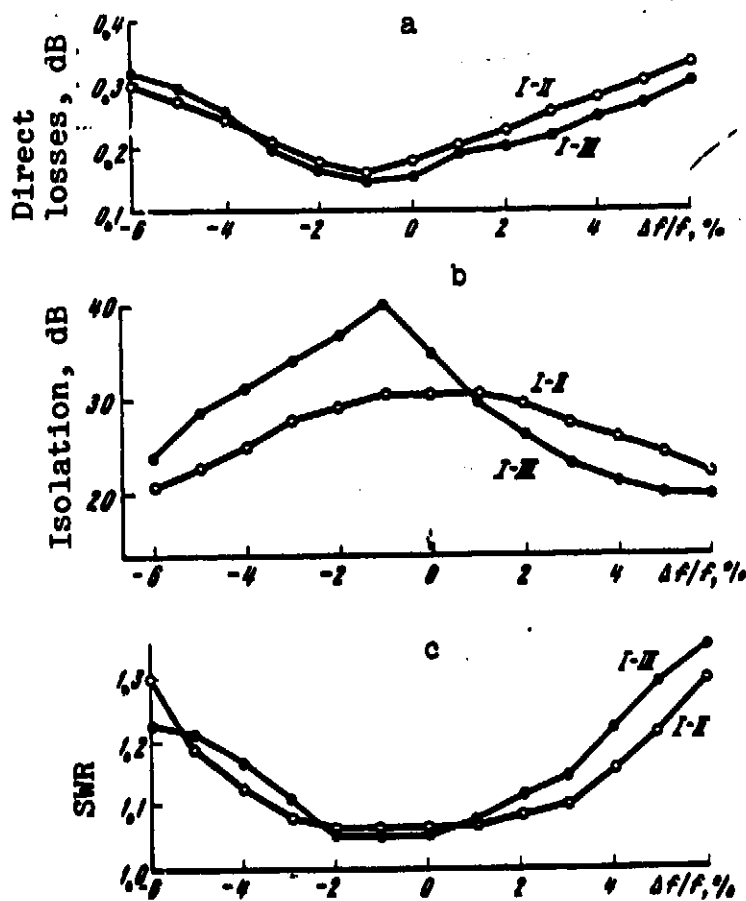 a
0,4
0,3
0,2
0,1
Direct losses, dB
I-II
I-III
-6 -4 -2 0 2 4 Δf/f, %
b
40
30
20
Isolation, dB
I-II
I-III
-6 -4 -2 0 2 4 Δf/f, %
c
1,3
1,2
1,1
1,0
SWR
I-III
I-II
-6 -4 -2 0 2 4 Δf/f, %